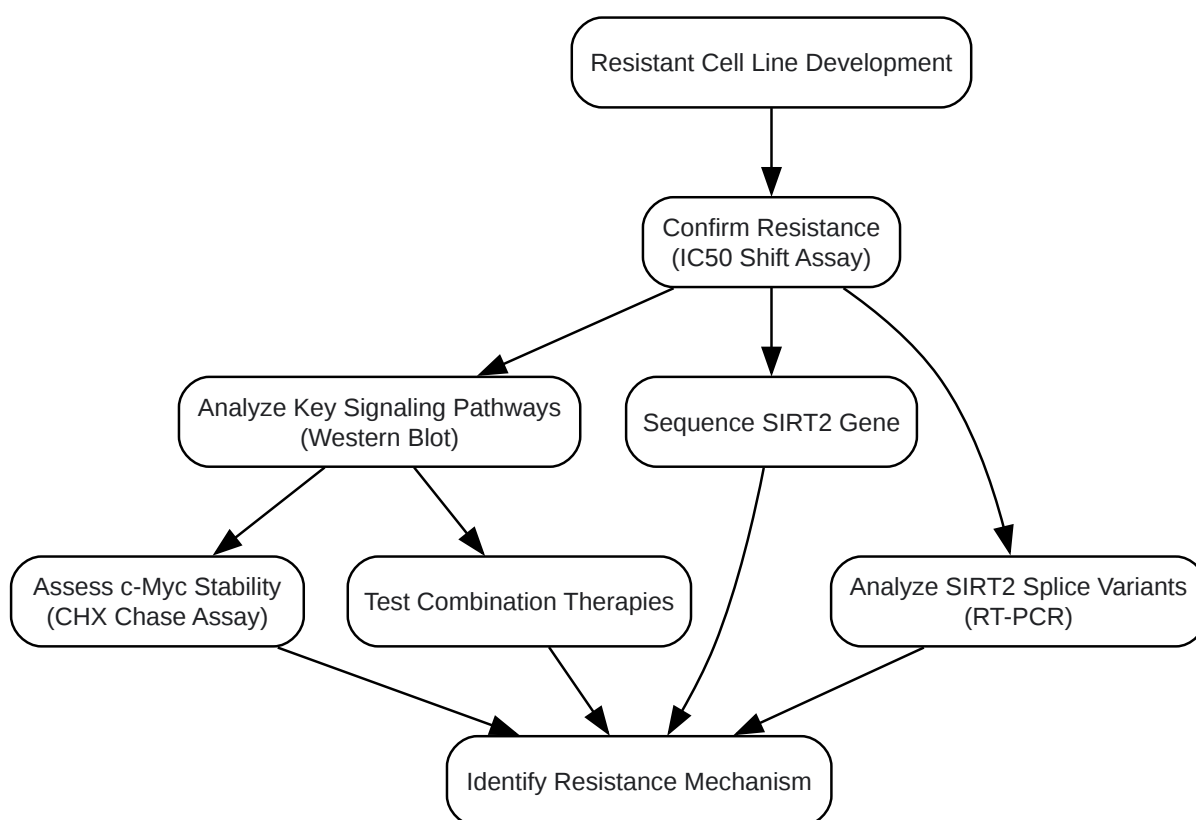 Resistant Cell Line Development
Confirm Resistance
(IC50 Shift Assay)
Analyze Key Signaling Pathways
(Western Blot)
Sequence SIRT2 Gene
Assess c-Myc Stability
(CHX Chase Assay)
Test Combination Therapies
Analyze SIRT2 Splice Variants
(RT-PCR)
Identify Resistance Mechanism